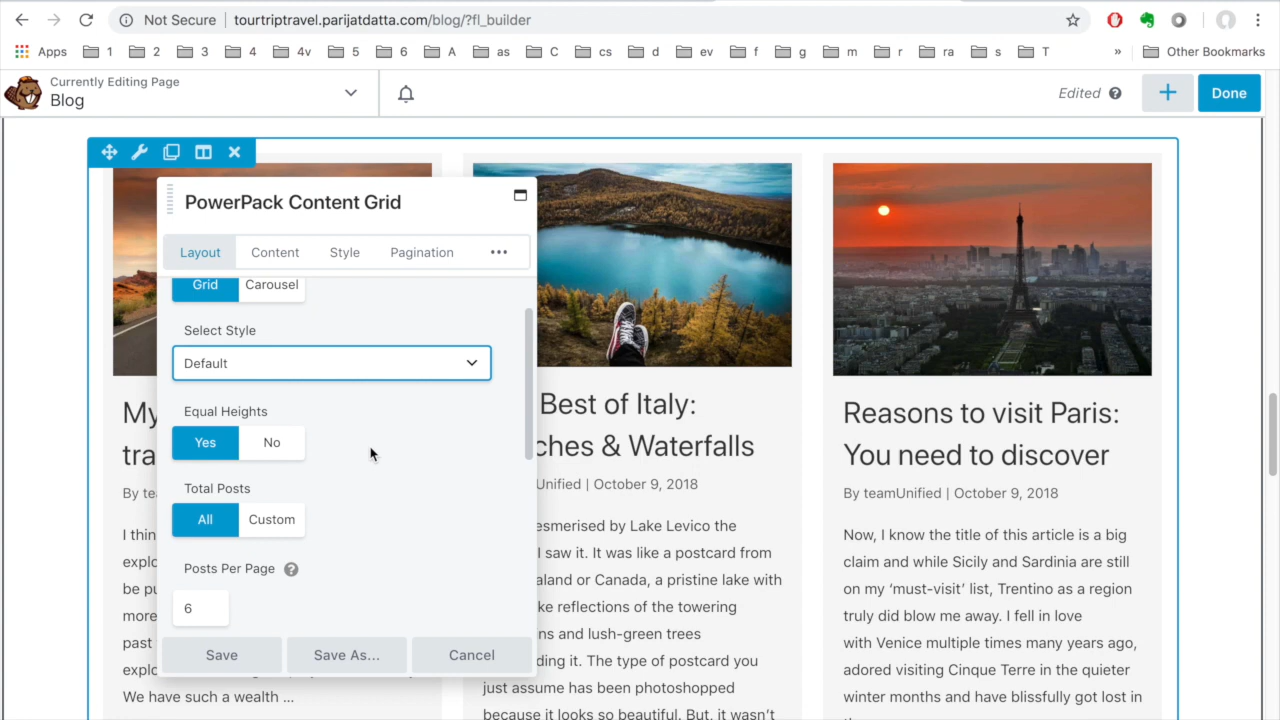 Not Secure | tourtriptravel.parijatdatta.com/blog/?fl_builder
Apps 1 2 3 4 4v 5 6 A as C cs d ev f g m r ra s T » Other Bookmarks
Currently Editing Page
Blog
Edited ? + Done
PowerPack Content Grid
Layout Content Style Pagination •••
Grid Carousel
Select Style
Default
Equal Heights
Yes No
Total Posts
All Custom
Posts Per Page ?
6
Save Save As... Cancel
My
tra
By te
I thin
explo
be pu
more
past
explo
We have such a wealth ...
Best of Italy:
ches & Waterfalls
Unified | October 9, 2018
esmerised by Lake Levico the
I saw it. It was like a postcard from
aland or Canada, a pristine lake with
ke reflections of the towering
ns and lush-green trees
ding it. The type of postcard you
just assume has been photoshopped
because it looks so beautiful. But, it wasn't
Reasons to visit Paris:
You need to discover
By teamUnified | October 9, 2018
Now, I know the title of this article is a big
claim and while Sicily and Sardinia are still
on my ‘must-visit’ list, Trentino as a region
truly did blow me away. I fell in love
with Venice multiple times many years ago,
adored visiting Cinque Terre in the quieter
winter months and have blissfully got lost in